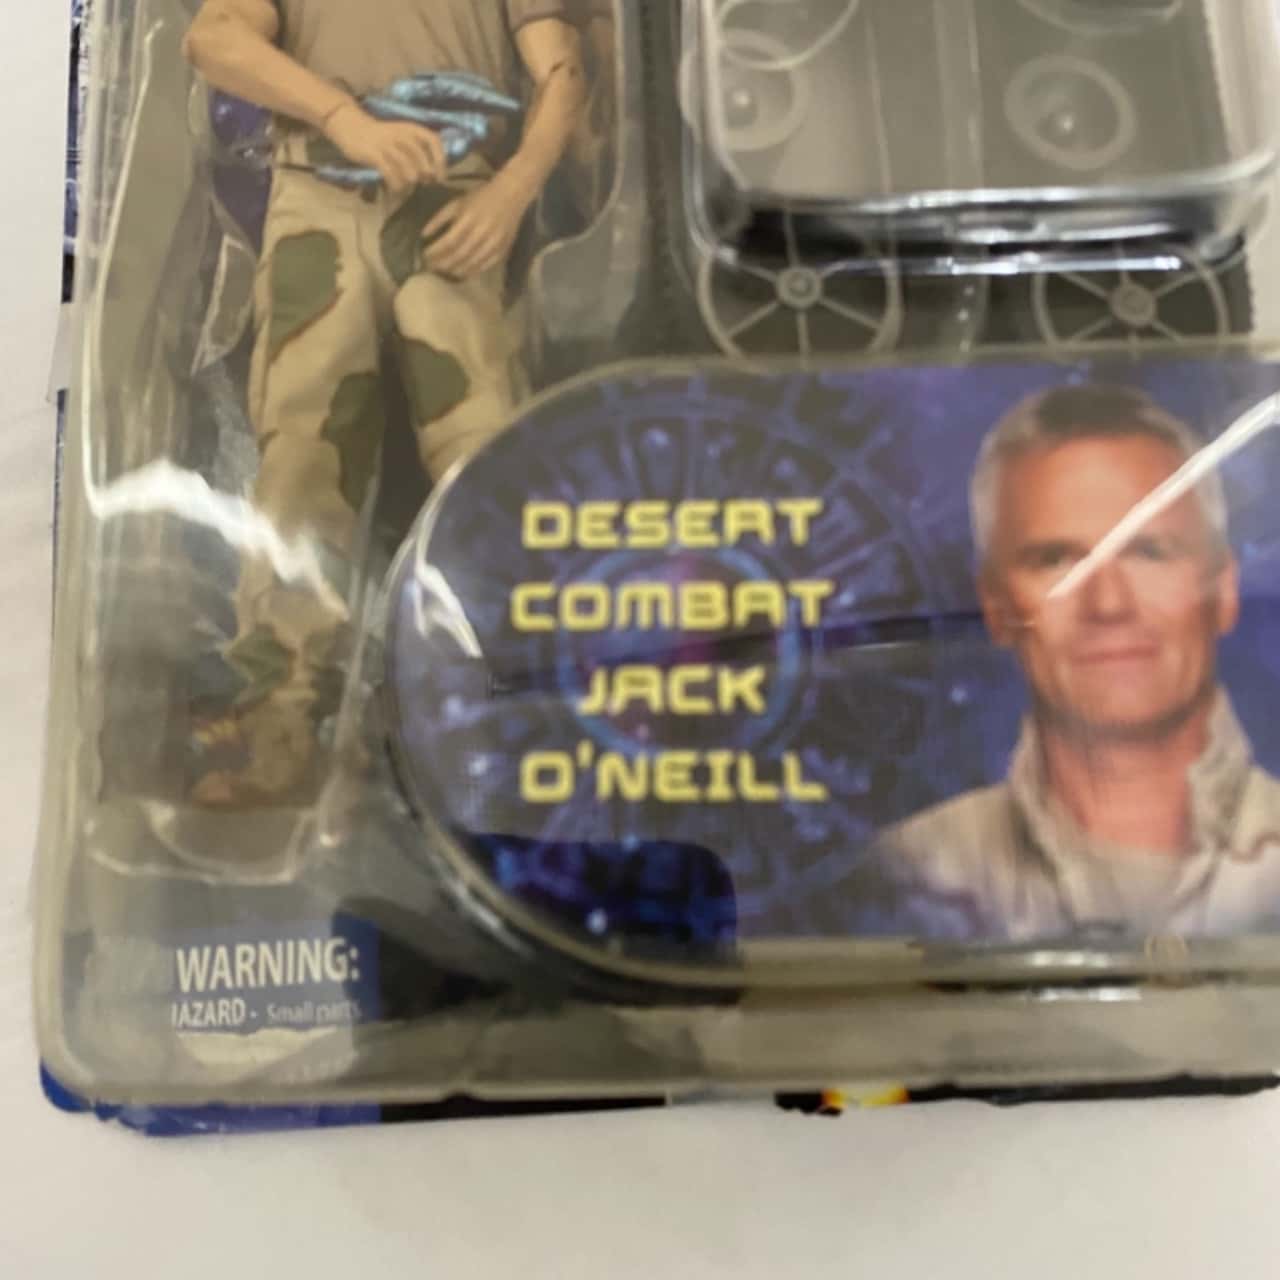 DESERT
COMBAT
JACK
O'NEILL
WARNING:
HAZARD - Small parts